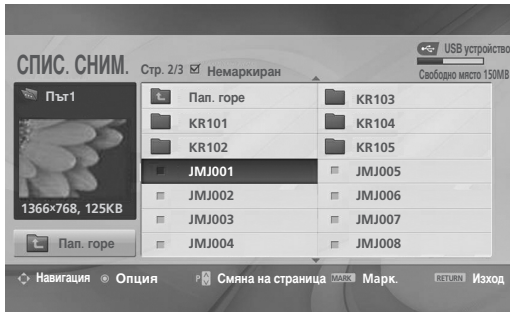 USB устройство
СПИС. СНИМ. Стр. 2/3 Немаркиран
Свободно място 150MB
Път1
Пап. горе KR103
KR101 KR104
KR102 KR105
JMJ001 JMJ005
JMJ002 JMJ006
JMJ003 JMJ007
JMJ004 JMJ008
1366×768, 125KB
Пап. горе
Навигация Опция P Смяна на страница MARK Марк. RETURN Изход